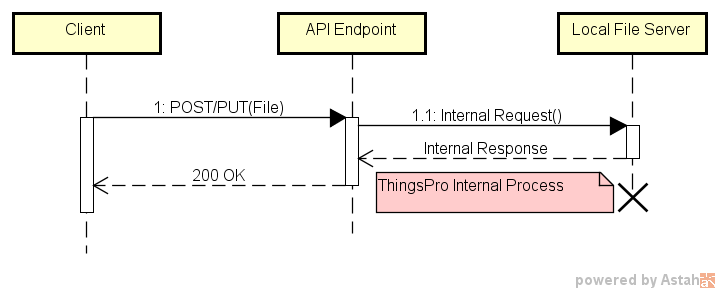 Client
API Endpoint
Local File Server
1: POST/PUT(File)
1.1: Internal Request()
Internal Response
200 OK
ThingsPro Internal Process
powered by Astah